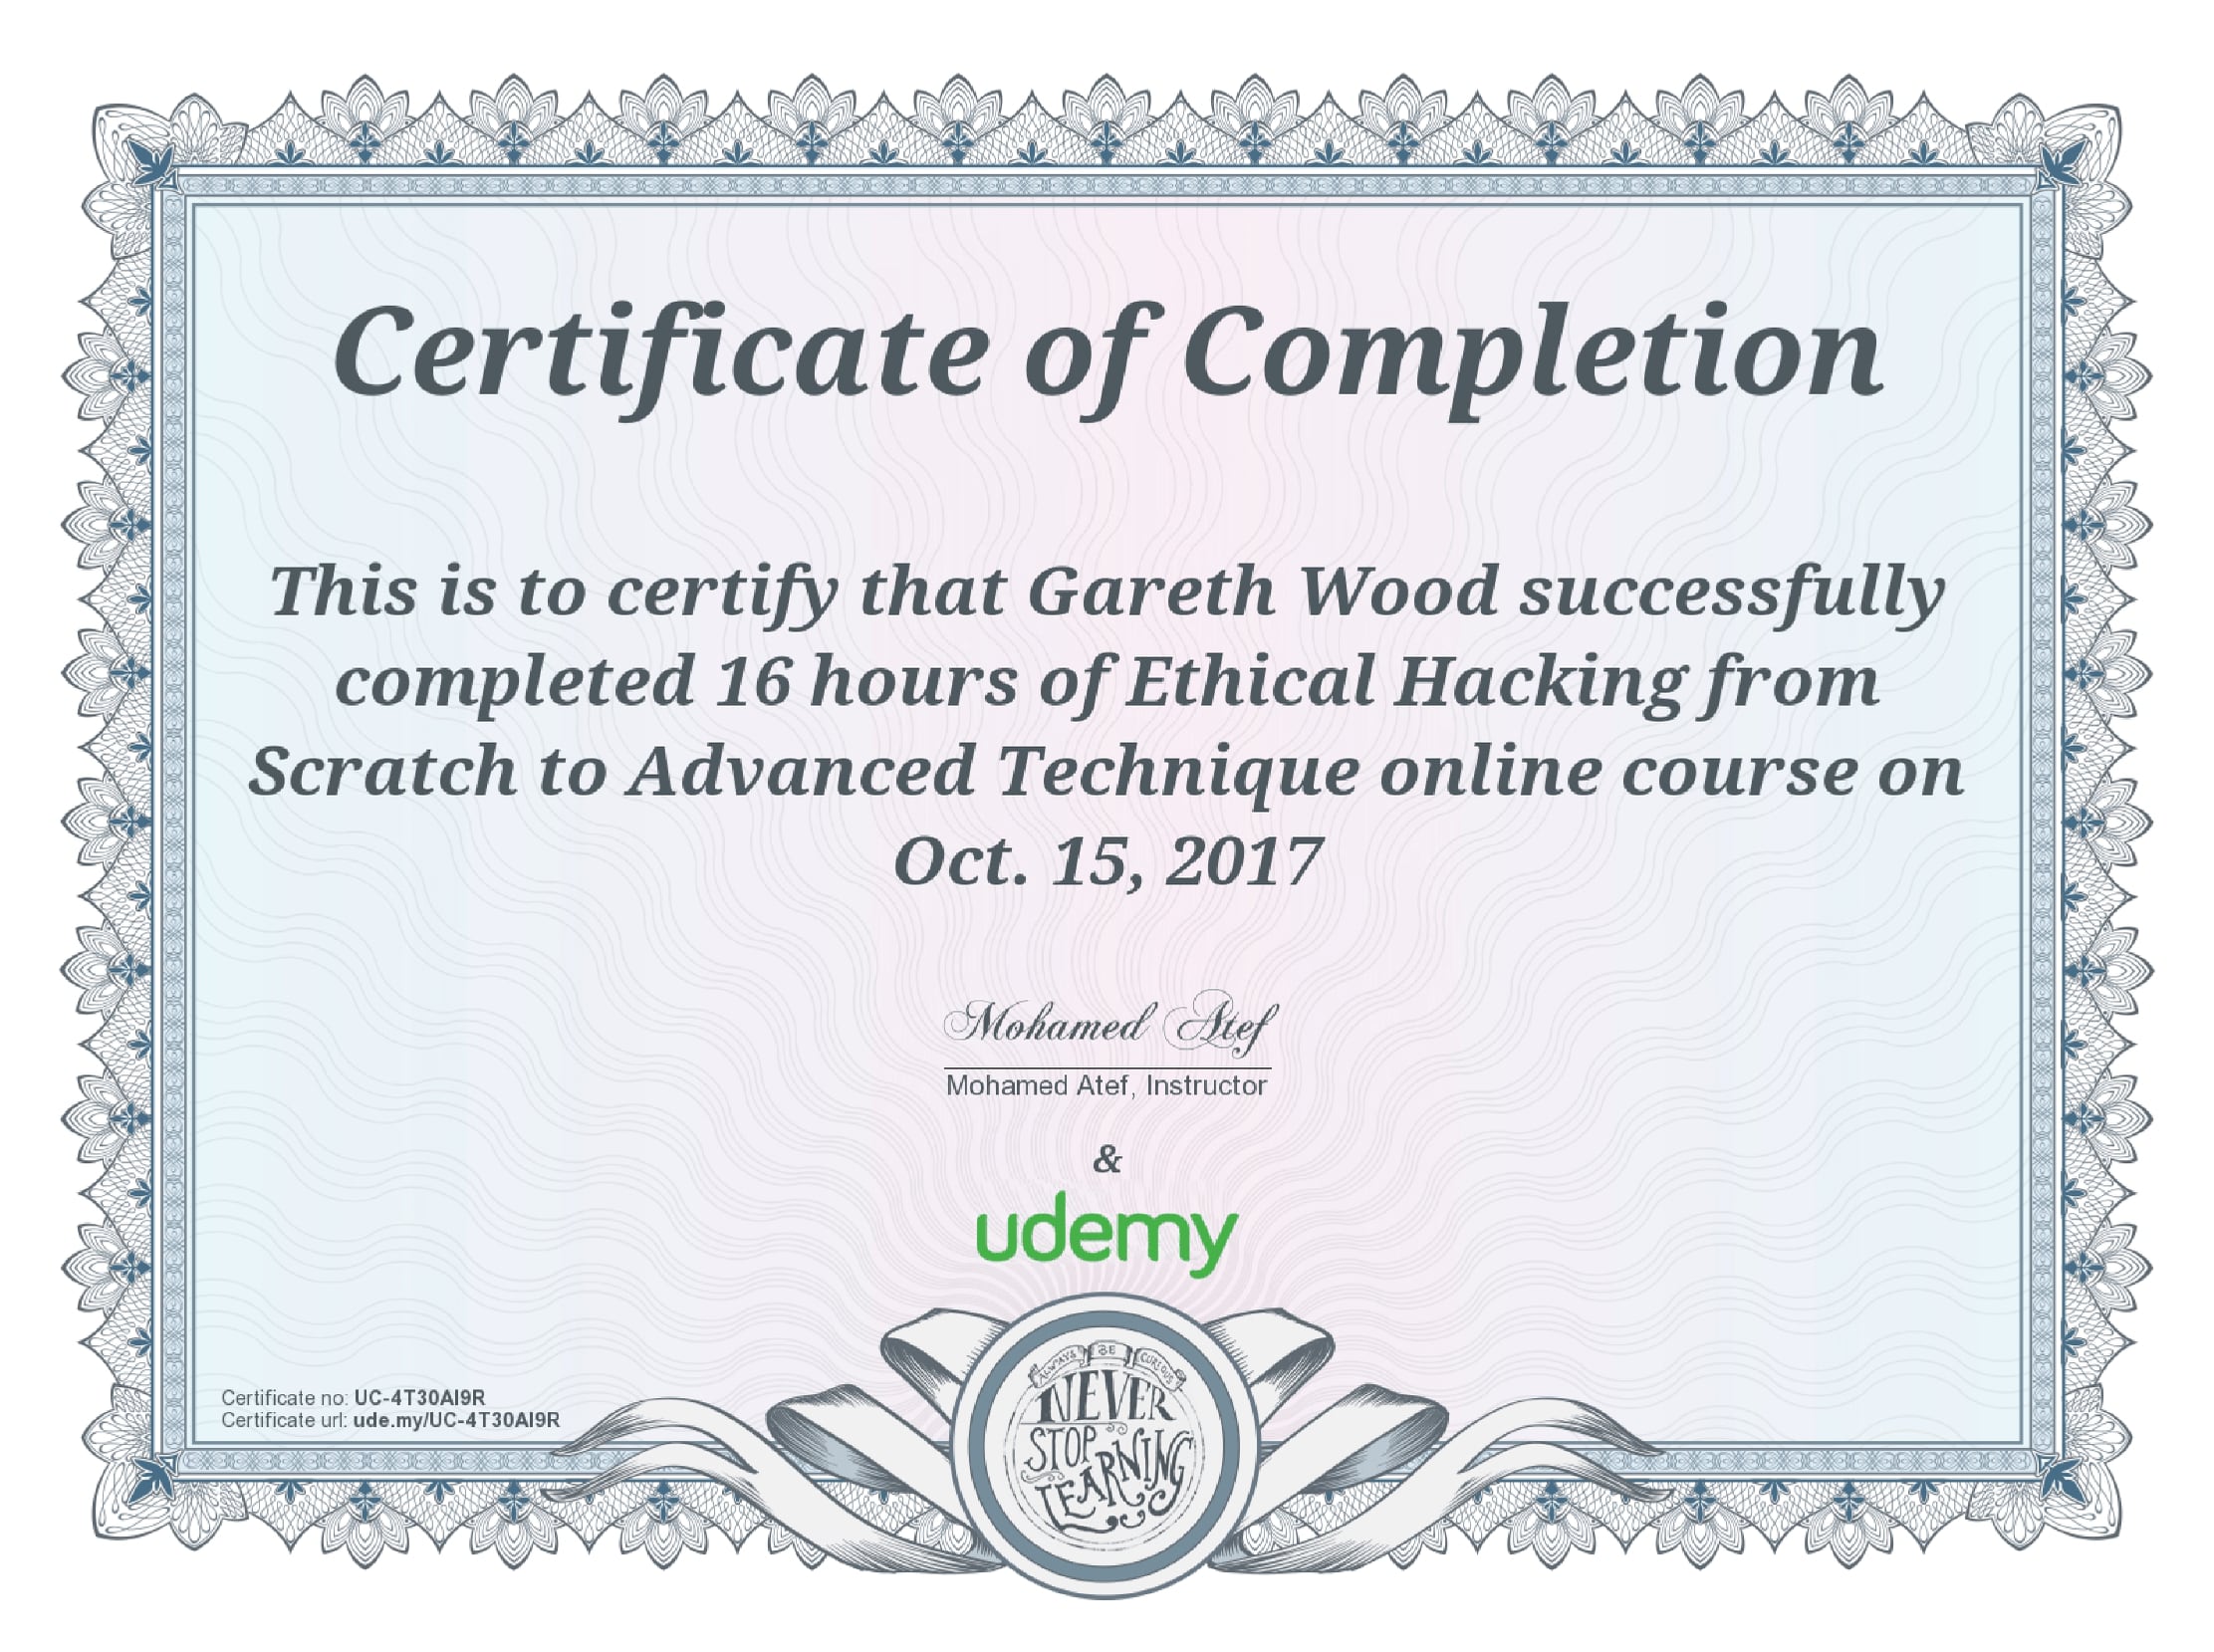 Certificate of Completion
This is to certify that Gareth Wood successfully
completed 16 hours of Ethical Hacking from
Scratch to Advanced Technique online course on
Oct. 15, 2017
Mohamed Atef
Mohamed Atef, Instructor
&
udemy
Certificate no: UC-4T30AI9R
Certificate url: ude.my/UC-4T30AI9R
ALWAYS BE CURIOUS
NEVER
STOP
LEARNING